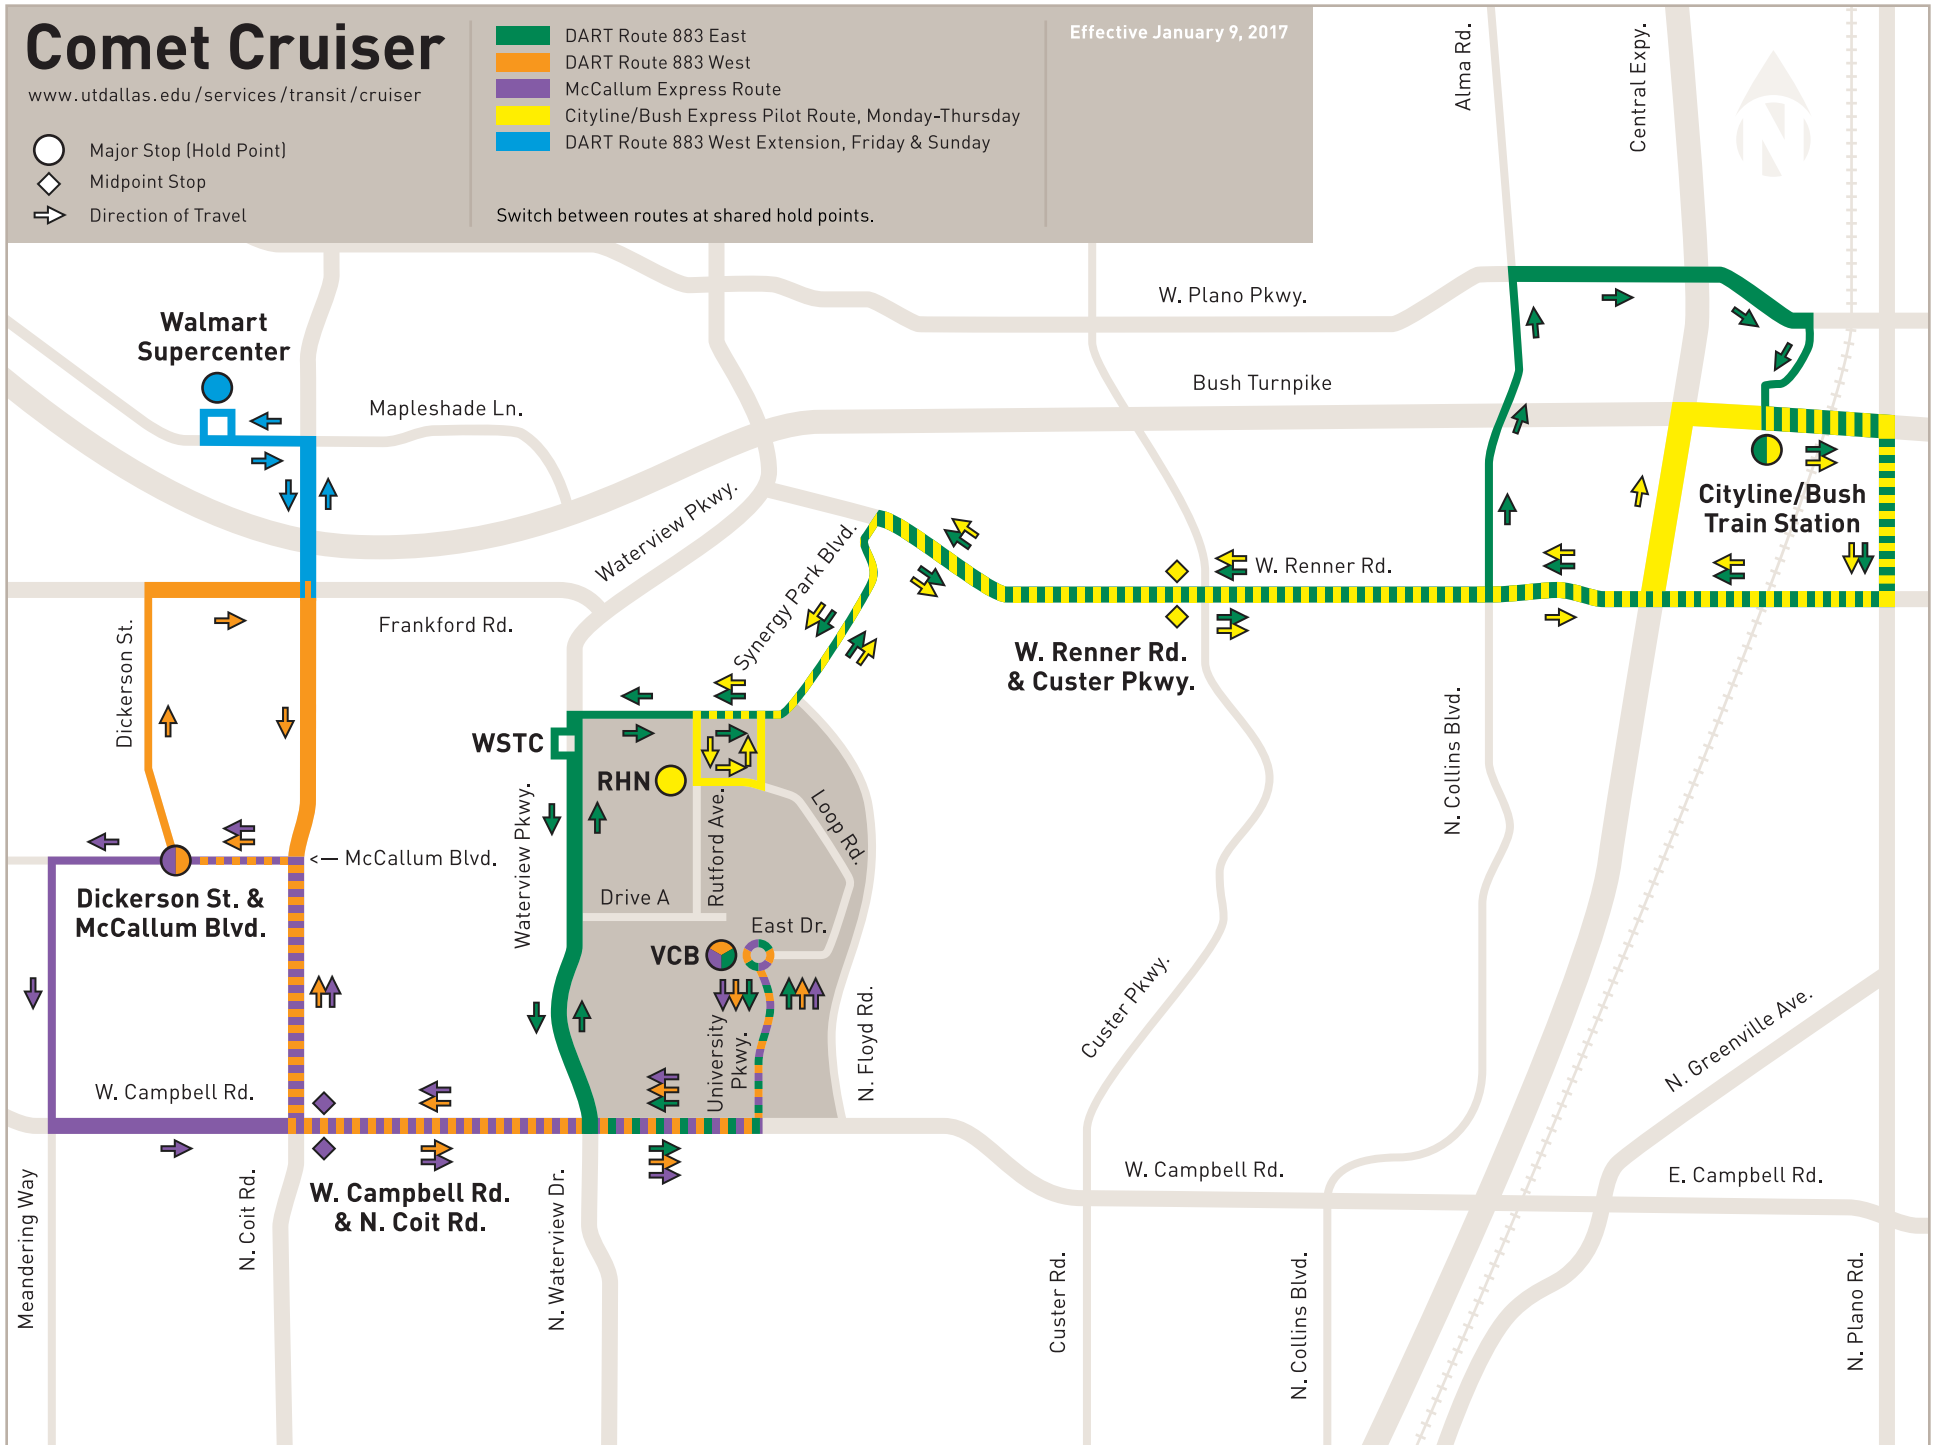 Comet Cruiser
www.utdallas.edu/services/transit/cruiser
Major Stop (Hold Point)
Midpoint Stop
Direction of Travel
DART Route 883 East
DART Route 883 West
McCallum Express Route
Cityline/Bush Express Pilot Route, Monday-Thursday
DART Route 883 West Extension, Friday & Sunday
Switch between routes at shared hold points.
Effective January 9, 2017
Alma Rd.
Central Expy.
N
W. Plano Pkwy.
Walmart
Supercenter
Bush Turnpike
Mapleshade Ln.
Waterview Pkwy.
Cityline/Bush
Train Station
Synergy Park Blvd.
W. Renner Rd.
Dickerson St.
Frankford Rd.
W. Renner Rd.
& Custer Pkwy.
WSTC
RHN
N. Collins Blvd.
Waterview Pkwy.
Rutford Ave.
Loop Rd.
<— McCallum Blvd.
Dickerson St. &
McCallum Blvd.
Drive A
East Dr.
VCB
University
Pkwy.
N. Floyd Rd.
Custer Pkwy.
N. Greenville Ave.
W. Campbell Rd.
W. Campbell Rd.
& N. Coit Rd.
W. Campbell Rd.
E. Campbell Rd.
Meandering Way
N. Coit Rd.
N. Waterview Dr.
Custer Rd.
N. Collins Blvd.
N. Plano Rd.